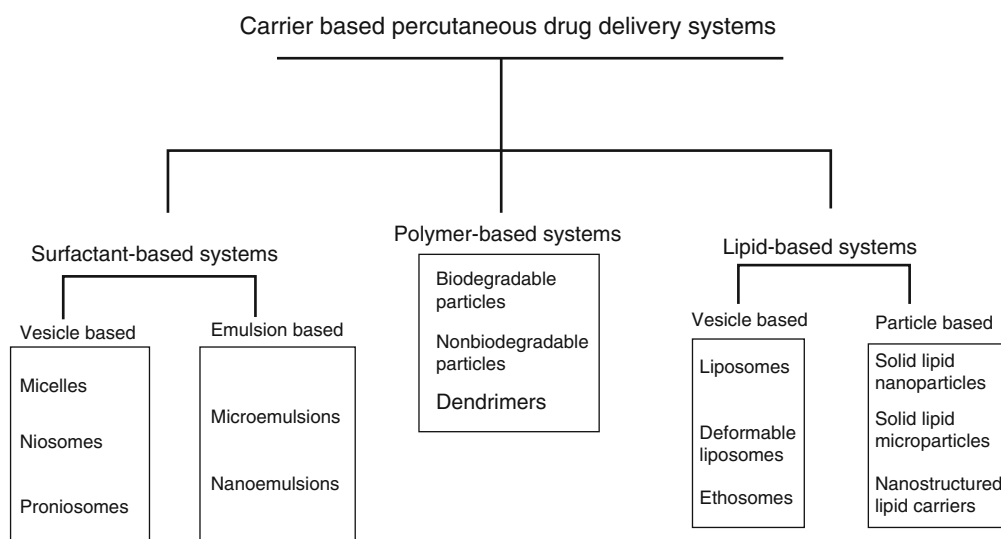 Carrier based percutaneous drug delivery systems
Surfactant-based systems
Vesicle based
Micelles
Niosomes
Proniosomes
Emulsion based
Microemulsions
Nanoemulsions
Polymer-based systems
Biodegradable
particles
Nonbiodegradable
particles
Dendrimers
Lipid-based systems
Vesicle based
Liposomes
Deformable
liposomes
Ethosomes
Particle based
Solid lipid
nanoparticles
Solid lipid
microparticles
Nanostructured
lipid carriers